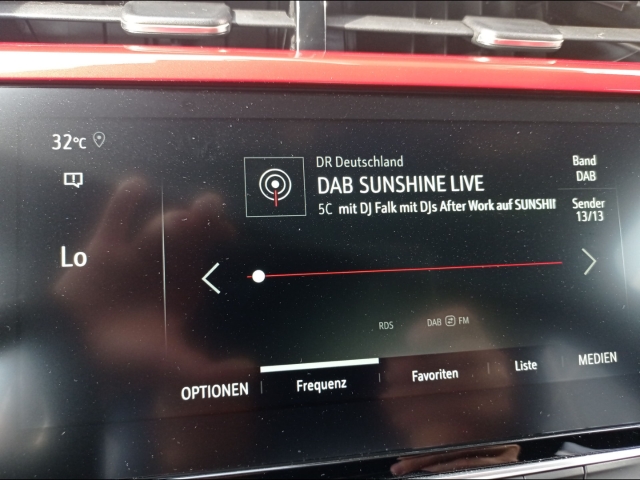 32°C
Lo
DR Deutschland
DAB SUNSHINE LIVE
5C mit DJ Falk mit DJs After Work auf SUNSHII
Band
DAB
Sender
13/13
RDS
DAB FM
OPTIONEN
Frequenz
Favoriten
Liste
MEDIEN